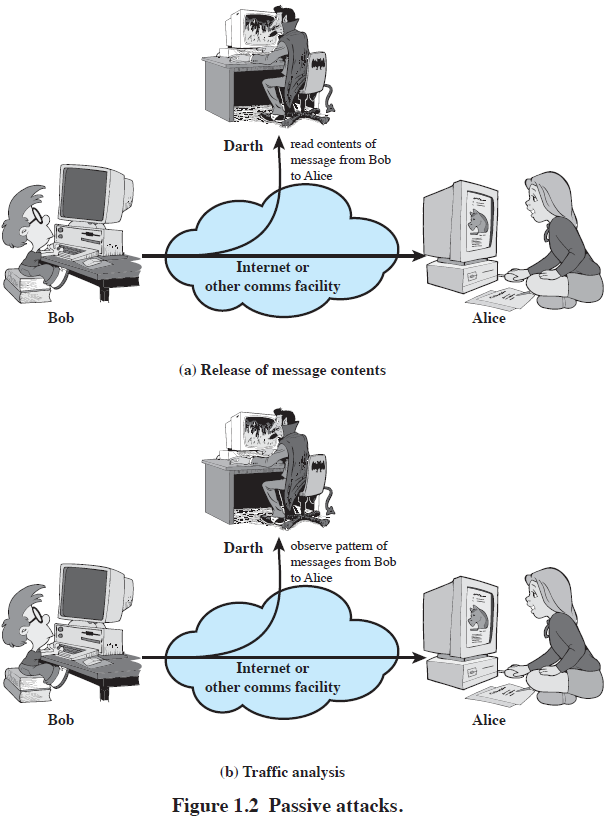 Darth
read contents of
message from Bob
to Alice
Internet or
other comms facility
Bob
Alice
(a) Release of message contents
Darth
observe pattern of
messages from Bob
to Alice
Internet or
other comms facility
Bob
Alice
(b) Traffic analysis
Figure 1.2 Passive attacks.